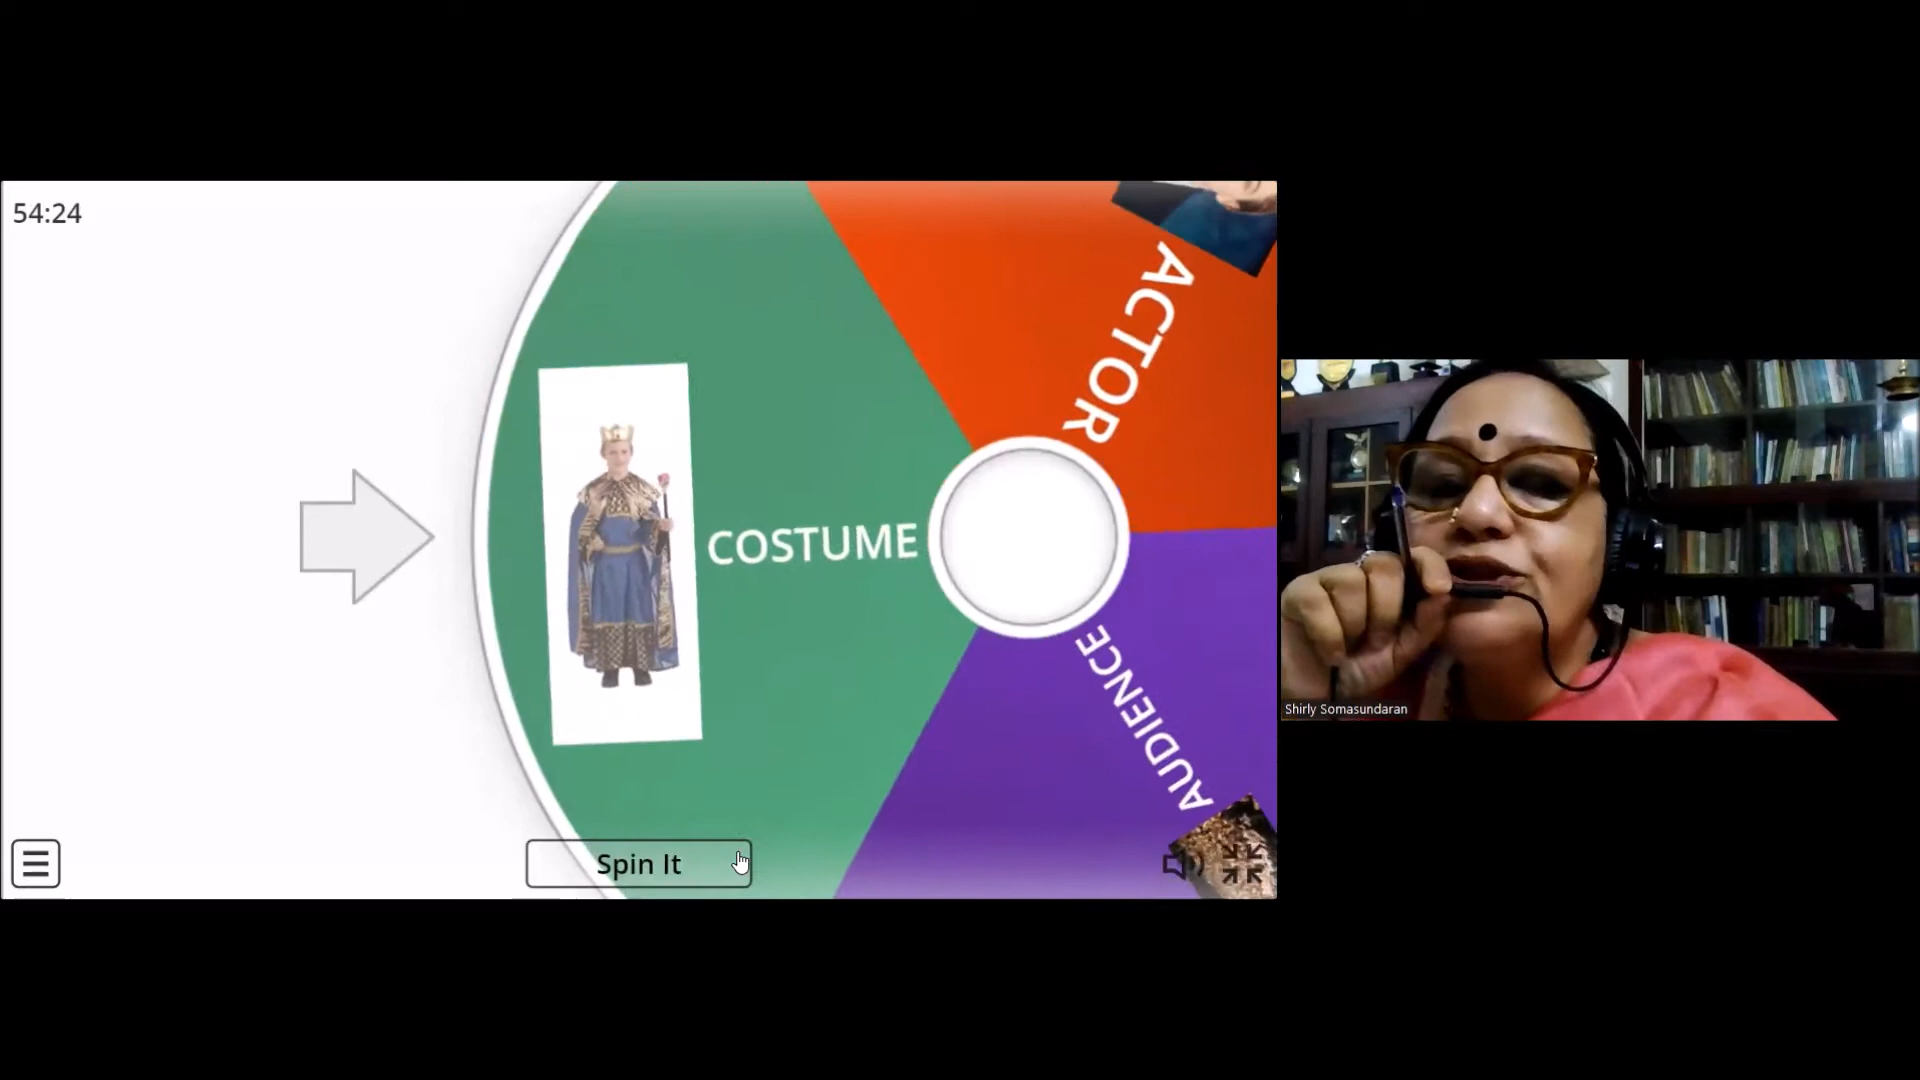 54:24
ACTOR
COSTUME
AUDIENCE
Spin It
Shirly Somasundaran